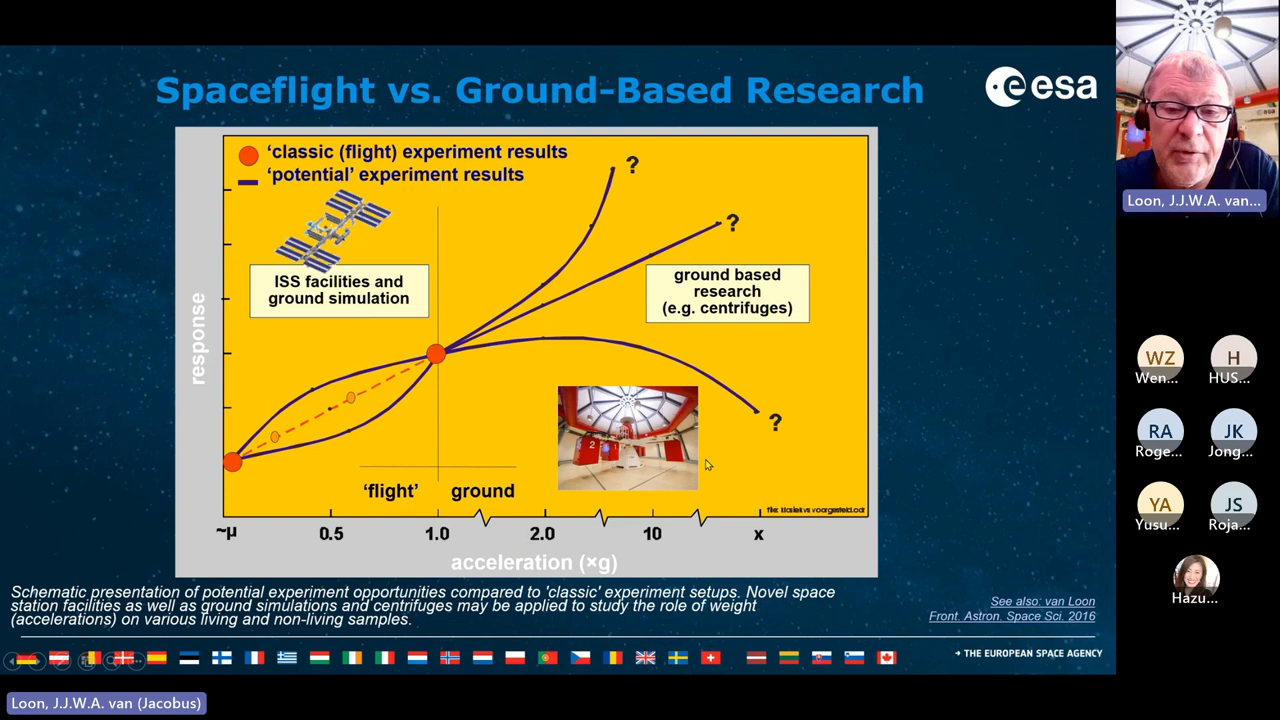 Spaceflight vs. Ground-Based Research
esa
'classic (flight) experiment results
'potential' experiment results
?
?
?
ISS facilities and
ground simulation
ground based
research
(e.g. centrifuges)
response
2
'flight'
ground
~µ
0.5
1.0
2.0
10
x
acceleration (×g)
Schematic presentation of potential experiment opportunities compared to 'classic' experiment setups. Novel space
station facilities as well as ground simulations and centrifuges may be applied to study the role of weight
(accelerations) on various living and non-living samples.
See also: van Loon
Front. Astron. Space Sci. 2016
→ THE EUROPEAN SPACE AGENCY
Loon, J.J.W.A. van...
WZ
Wen...
H
HUS...
RA
Roge...
JK
Jong...
YA
Yusu...
JS
Roja...
Hazu...
Loon, J.J.W.A. van (Jacobus)